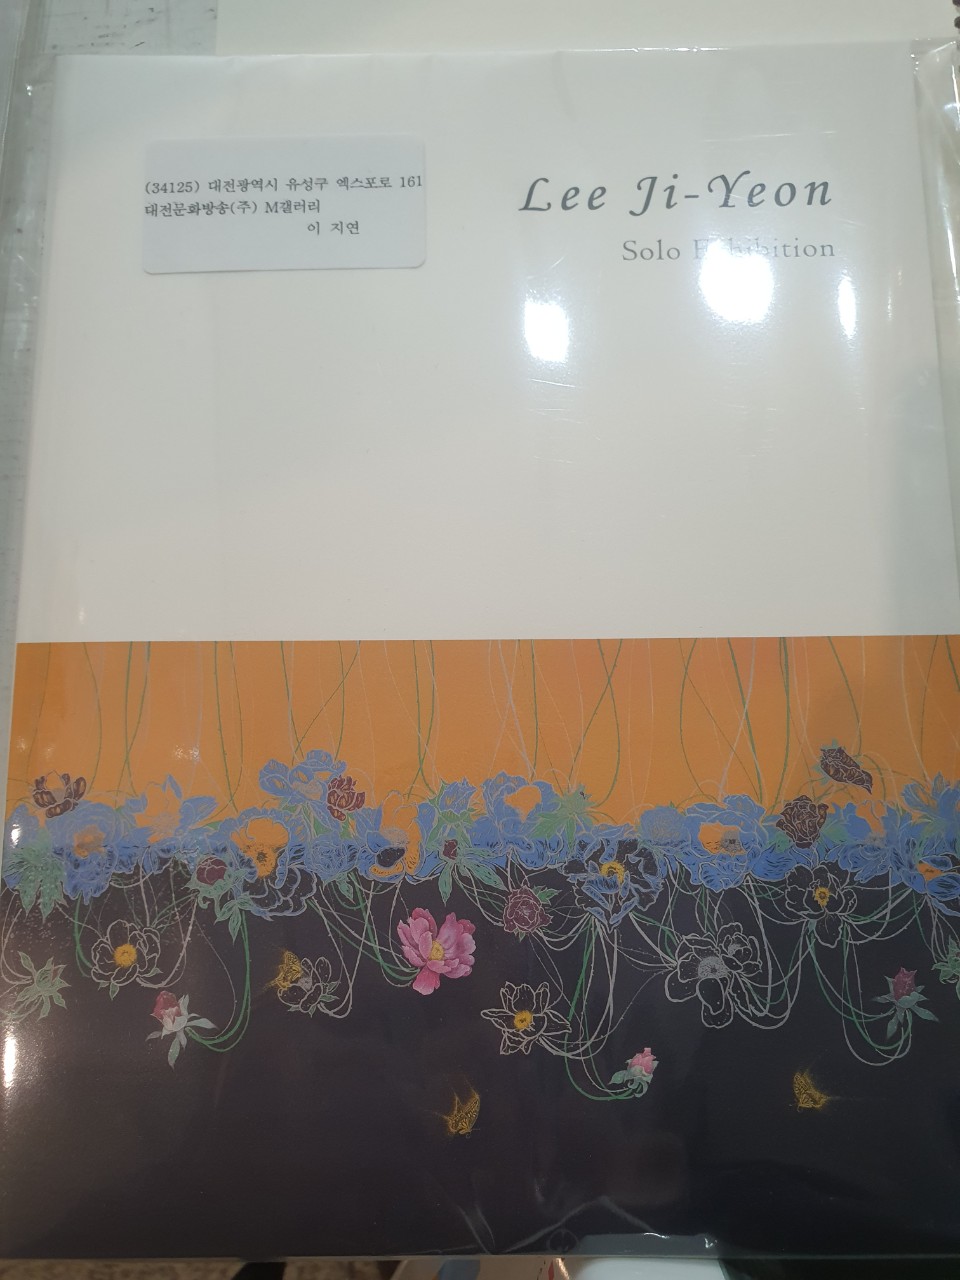 (34125) 대전광역시 유성구 엑스포로 161
대전문화방송(주) M갤러리
이 지연
Lee Ji-Yeon
Solo Exhibition